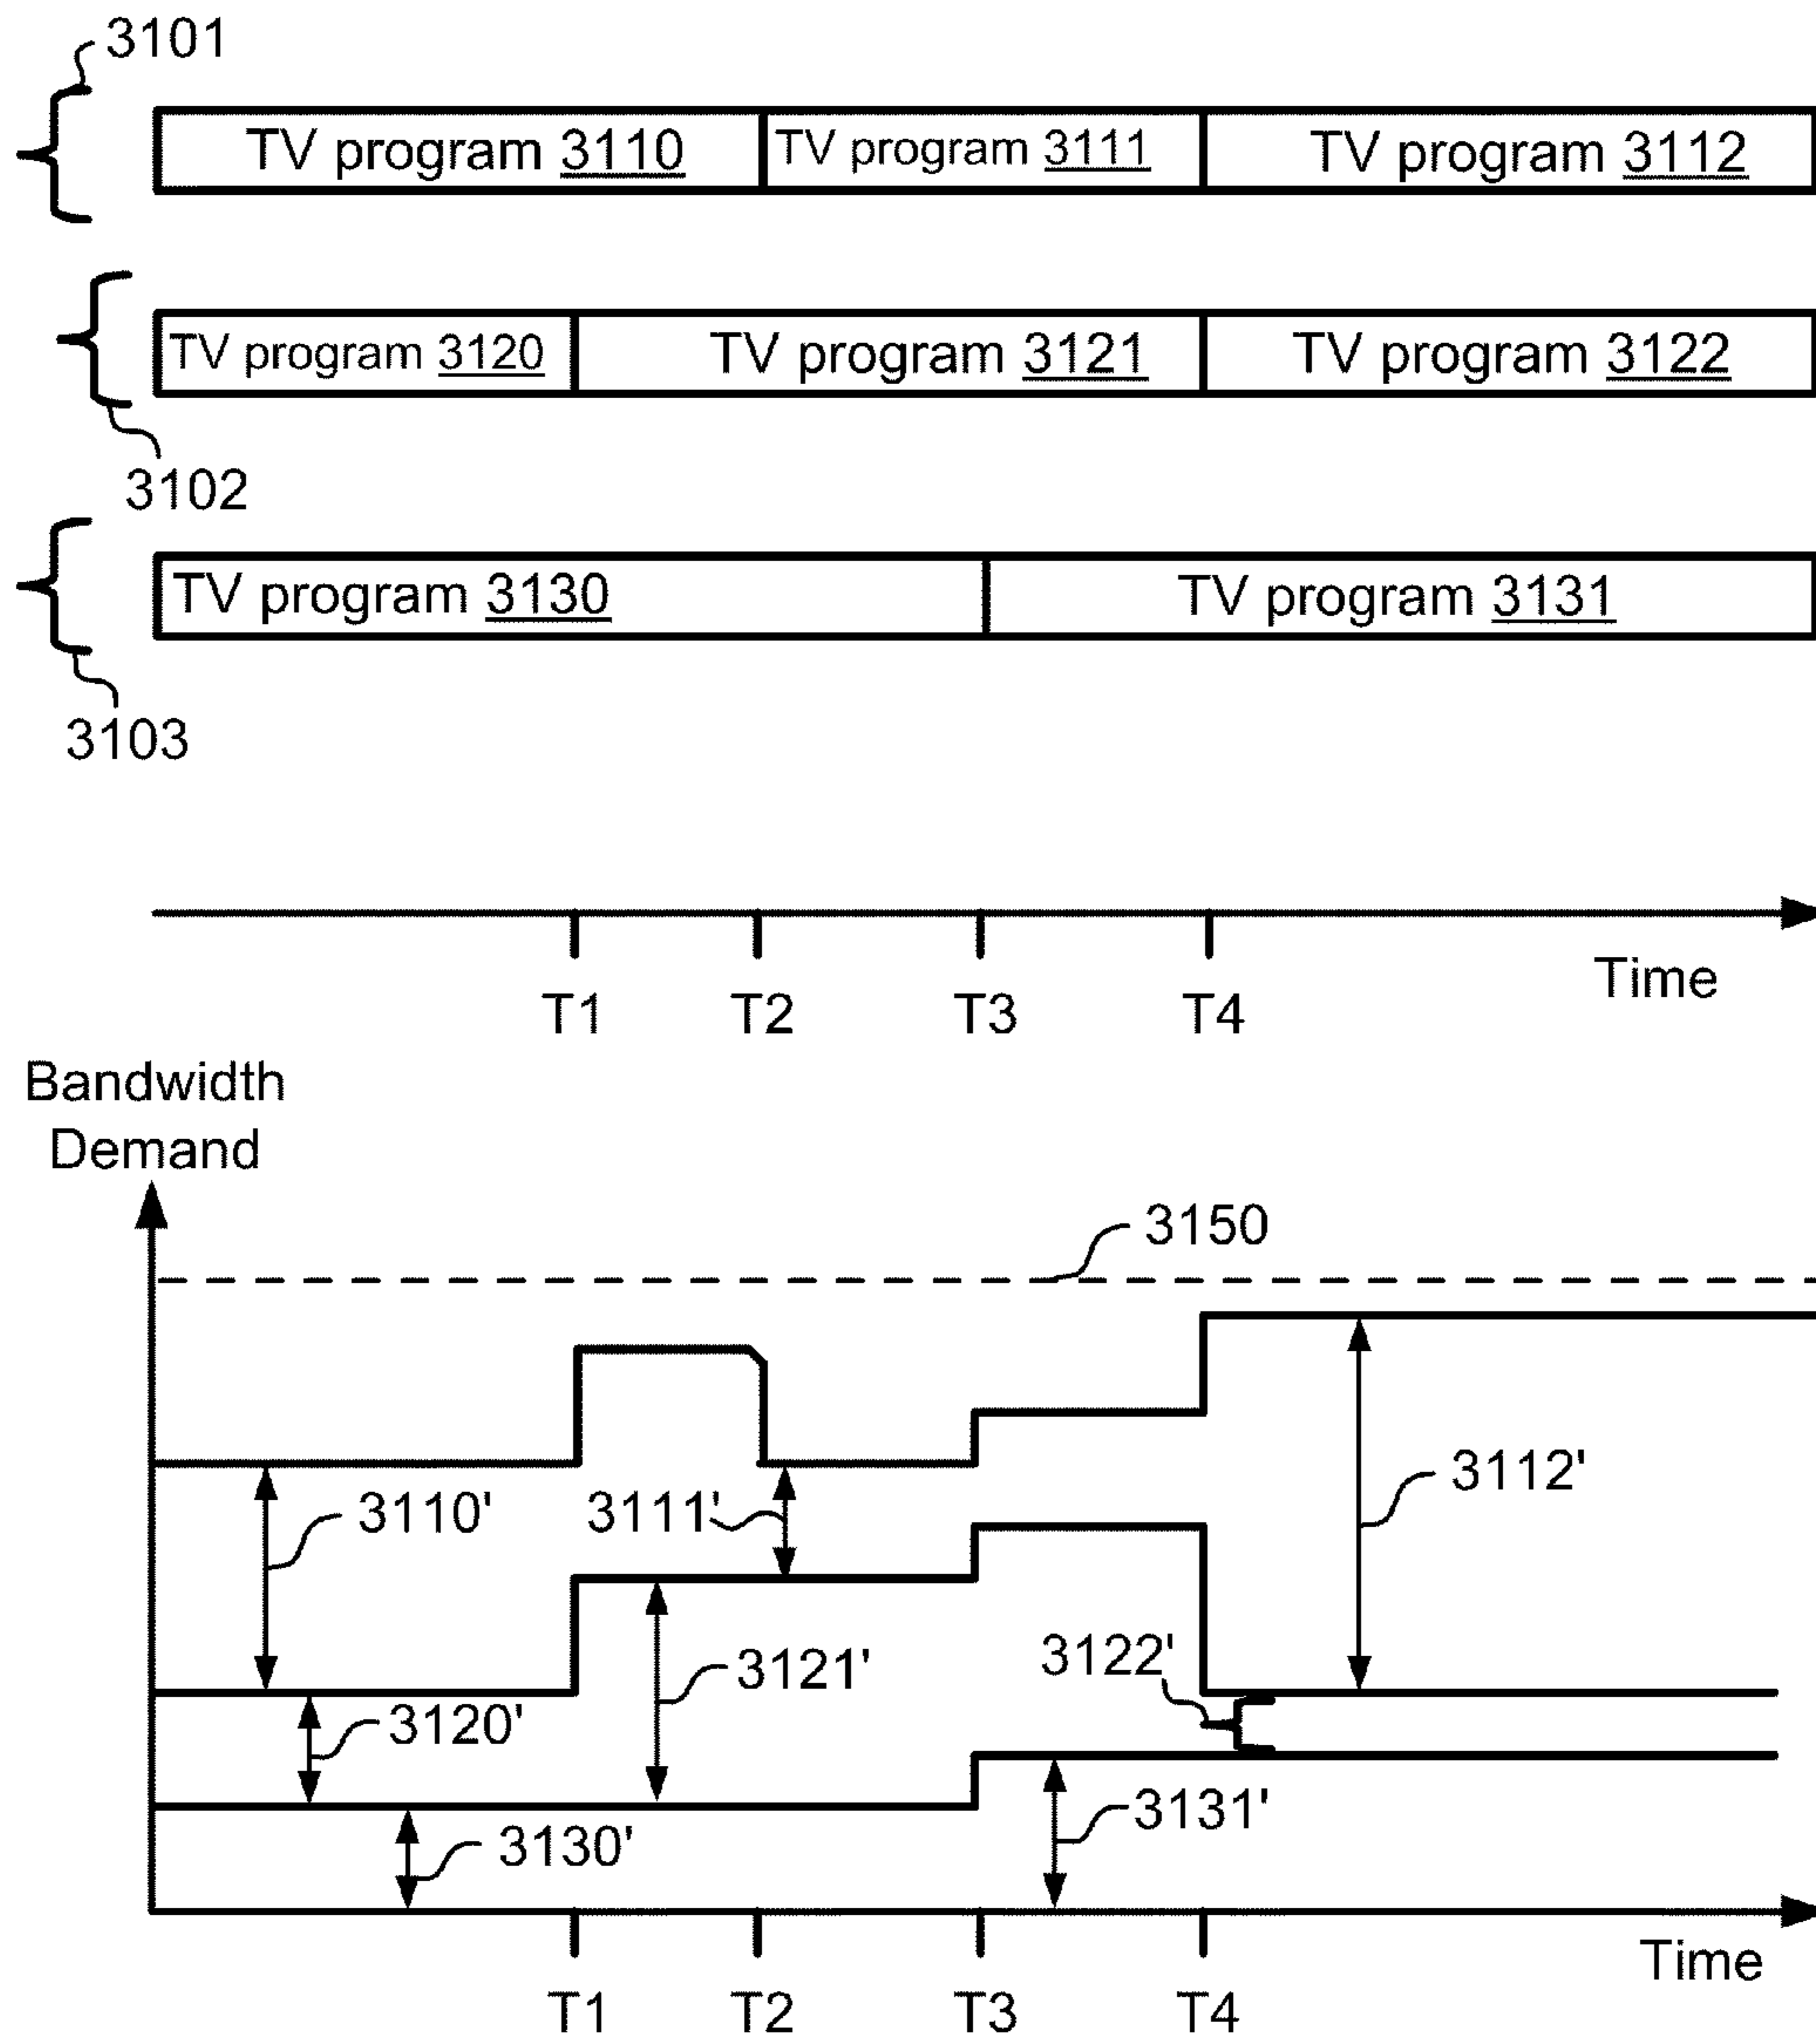 3101
TV program 3110
TV program 3111
TV program 3112
TV program 3120
TV program 3121
TV program 3122
3102
TV program 3130
TV program 3131
3103
Time
T1
T2
T3
T4
Bandwidth
Demand
3150
3110'
3111'
3112'
3120'
3121'
3122'
3130'
3131'
Time
T1
T2
T3
T4